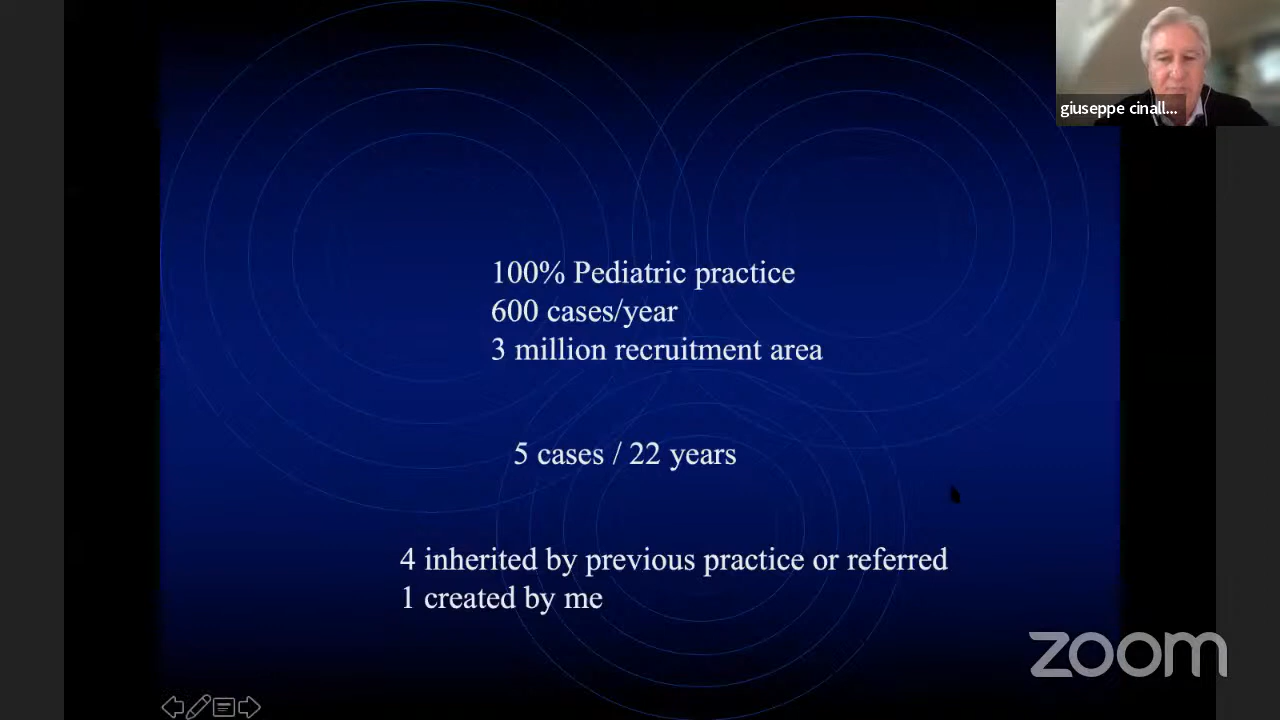 giuseppe cinall...
100% Pediatric practice
600 cases/year
3 million recruitment area
5 cases / 22 years
4 inherited by previous practice or referred
1 created by me
zoom